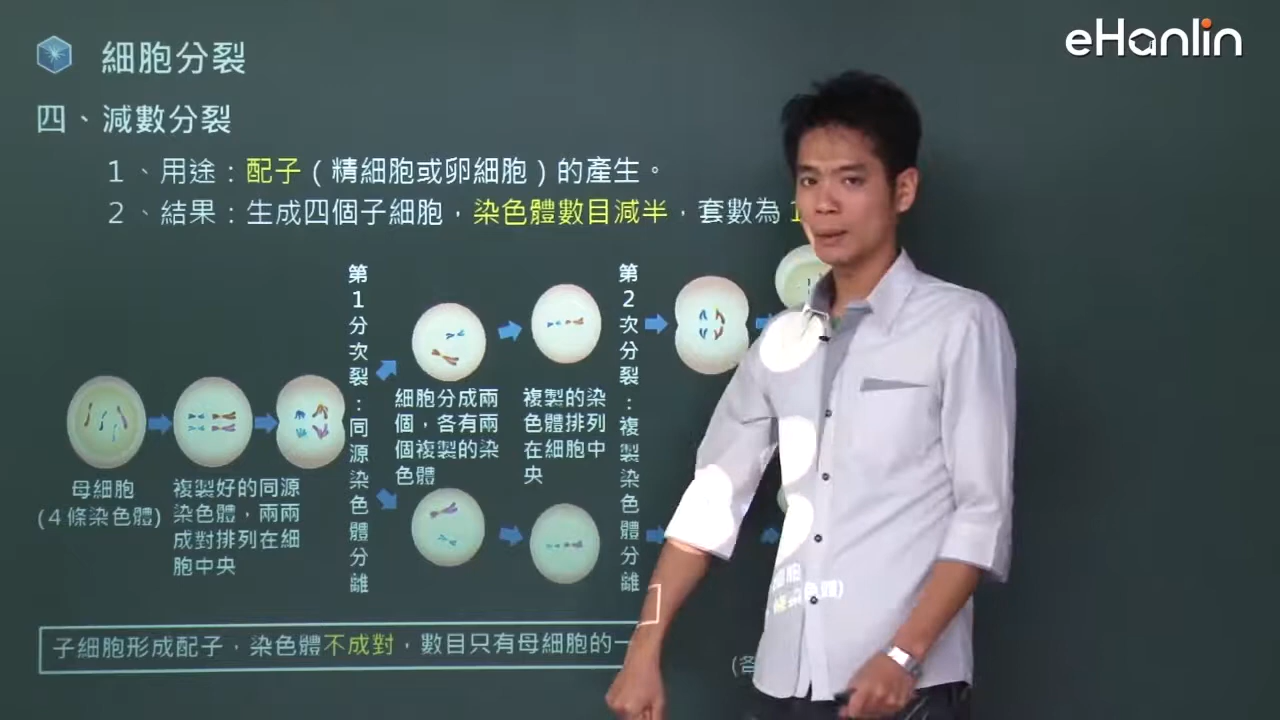 eHanlin
細胞分裂
四、減數分裂
1、用途：配子（精細胞或卵細胞）的產生。
2、結果：生成四個子細胞，染色體數目減半，套數為1
第1分次裂：同源染色體分離
第2次分裂：複製染色體分離
細胞分成兩
個，各有兩
個複製的染
色體
複製的染
色體排列
在細胞中
央
母細胞
(4條染色體)
複製好的同源
染色體，兩兩
成對排列在細
胞中央
子細胞形成配子，染色體不成對，數目只有母細胞的一
(各